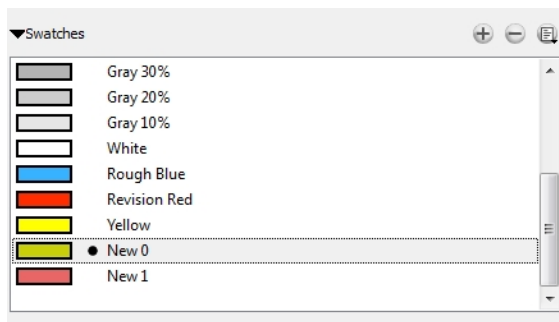 Swatches
Gray 30%
Gray 20%
Gray 10%
White
Rough Blue
Revision Red
Yellow
New 0
New 1